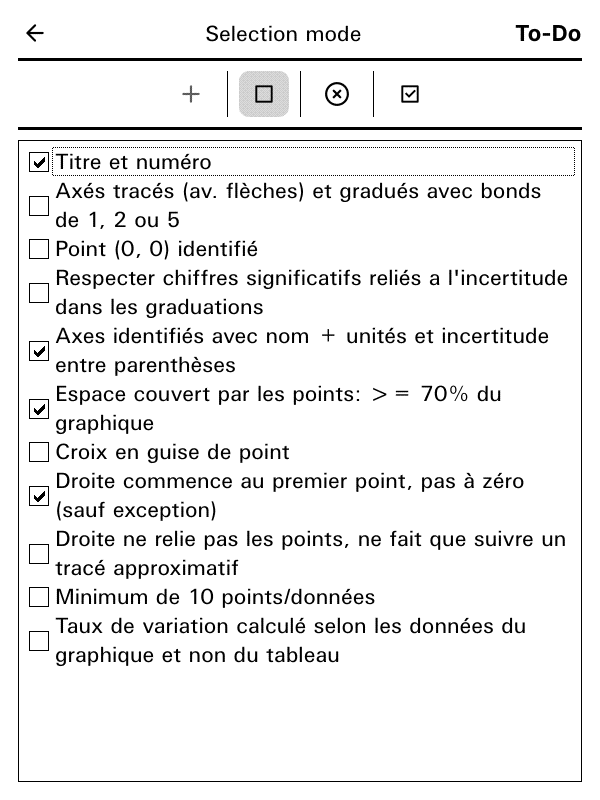 Selection mode
To-Do
Titre et numéro
Axés tracés (av. flèches) et gradués avec bonds
de 1, 2 ou 5
Point (0, 0) identifié
Respecter chiffres significatifs reliés a l'incertitude
dans les graduations
Axes identifiés avec nom + unités et incertitude
entre parenthèses
Espace couvert par les points: > = 70% du
graphique
Croix en guise de point
Droite commence au premier point, pas à zéro
(sauf exception)
Droite ne relie pas les points, ne fait que suivre un
tracé approximatif
Minimum de 10 points/données
Taux de variation calculé selon les données du
graphique et non du tableau